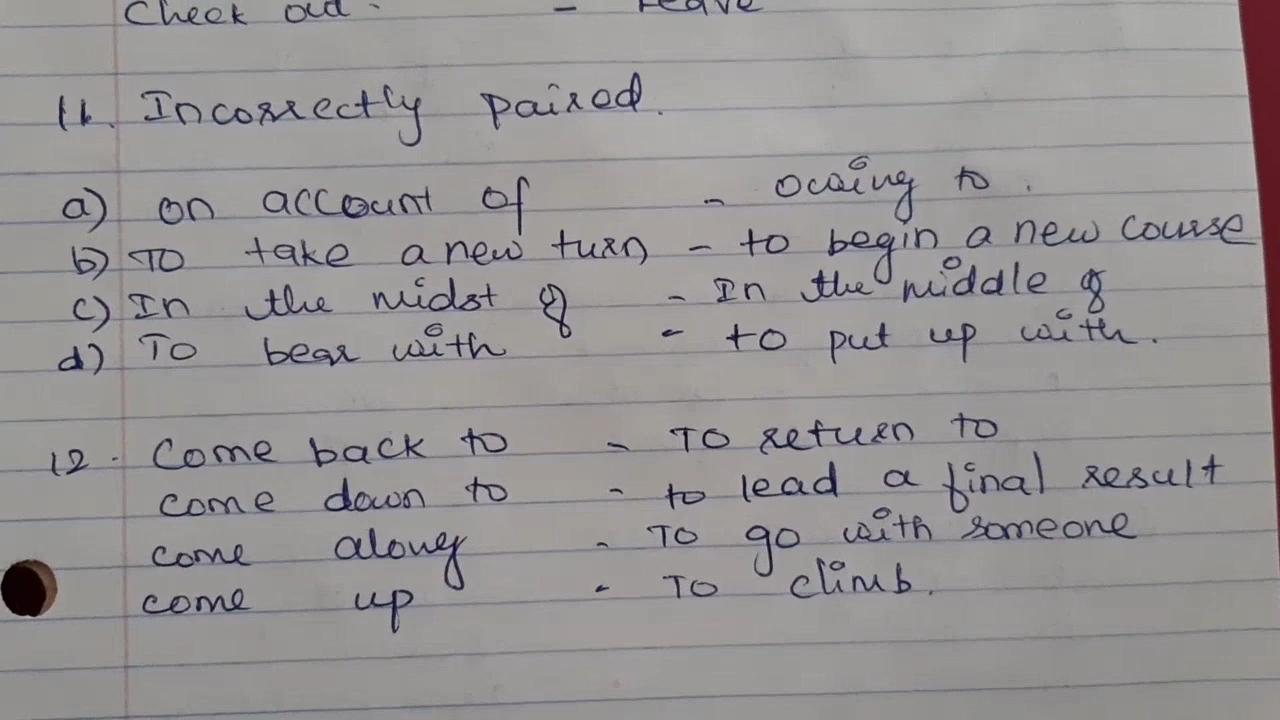 Check out. - Leave
11. Incorrectly paired.
a) on account of - owing to.
b) To take a new turn - to begin a new course
c) In the midst of - In the middle of
d) To bear with - to put up with.
12. Come back to - To return to
come down to - to lead a final result
come along - To go with someone
come up - To climb.